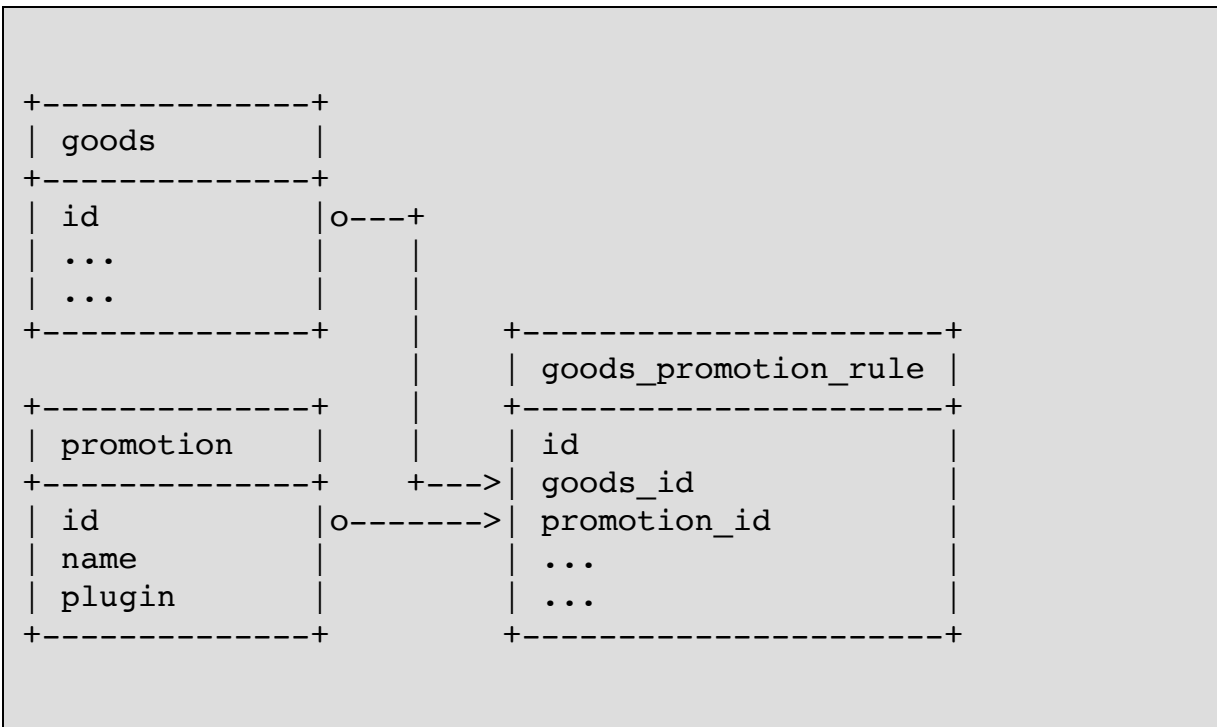 +--------------+
| goods        |
+--------------+
| id           |o---+
| ...          |    |
| ...          |    |
+--------------+    |    +----------------------+
                    |    | goods_promotion_rule |
+--------------+    |    +----------------------+
| promotion    |    |    | id                   |
+--------------+    +--->| goods_id             |
| id           |o------->| promotion_id         |
| name         |         | ...                  |
| plugin       |         | ...                  |
+--------------+         +----------------------+